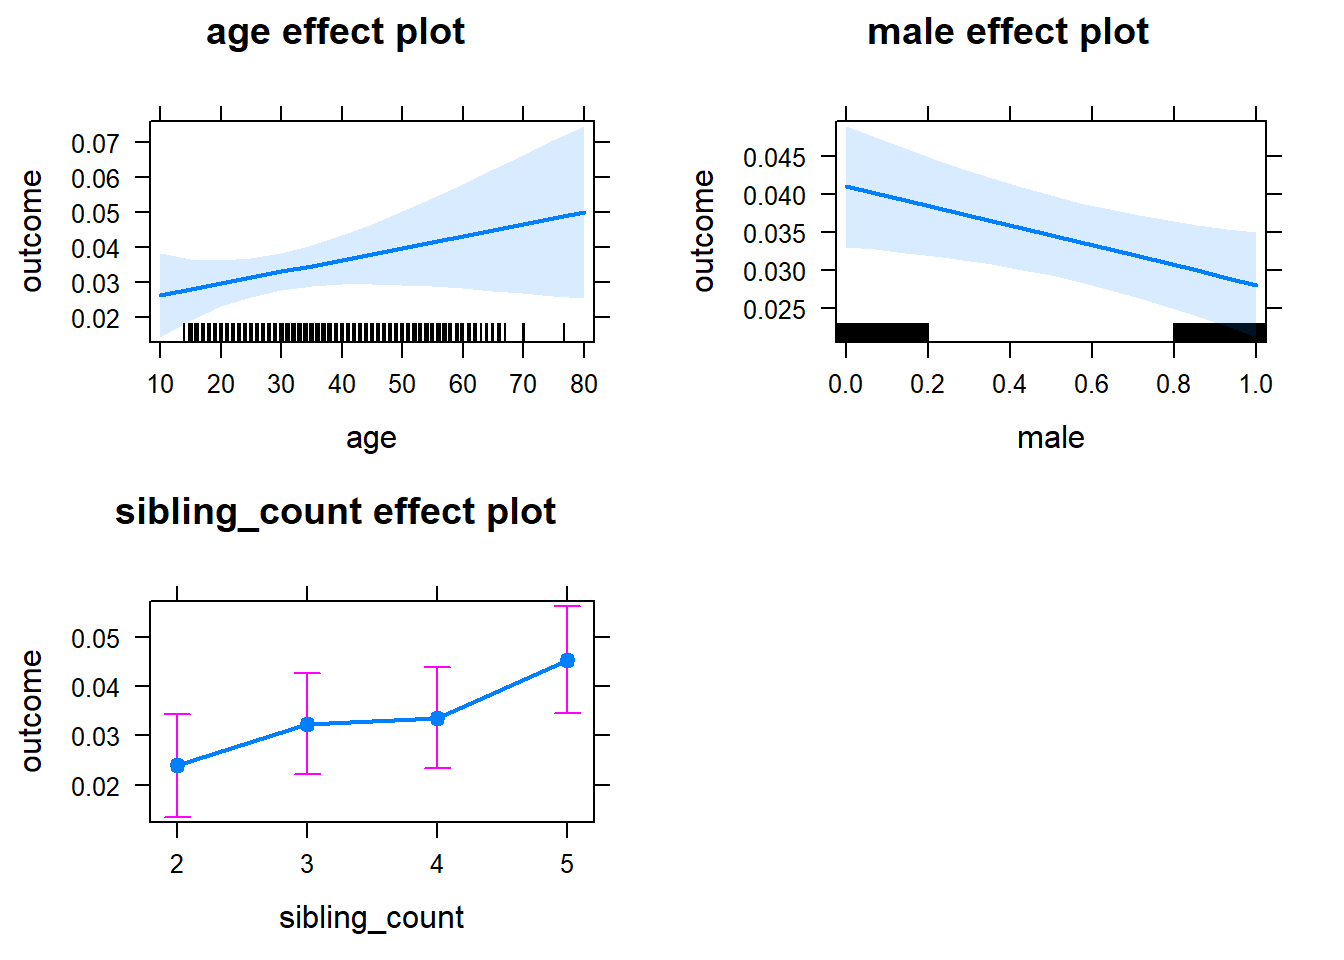 age effect plot
outcome
0.07
0.06
0.05
0.04
0.03
0.02
10 20 30 40 50 60 70 80
age
male effect plot
outcome
0.045
0.040
0.035
0.030
0.025
0.0 0.2 0.4 0.6 0.8 1.0
male
sibling_count effect plot
outcome
0.05
0.04
0.03
0.02
2 3 4 5
sibling_count